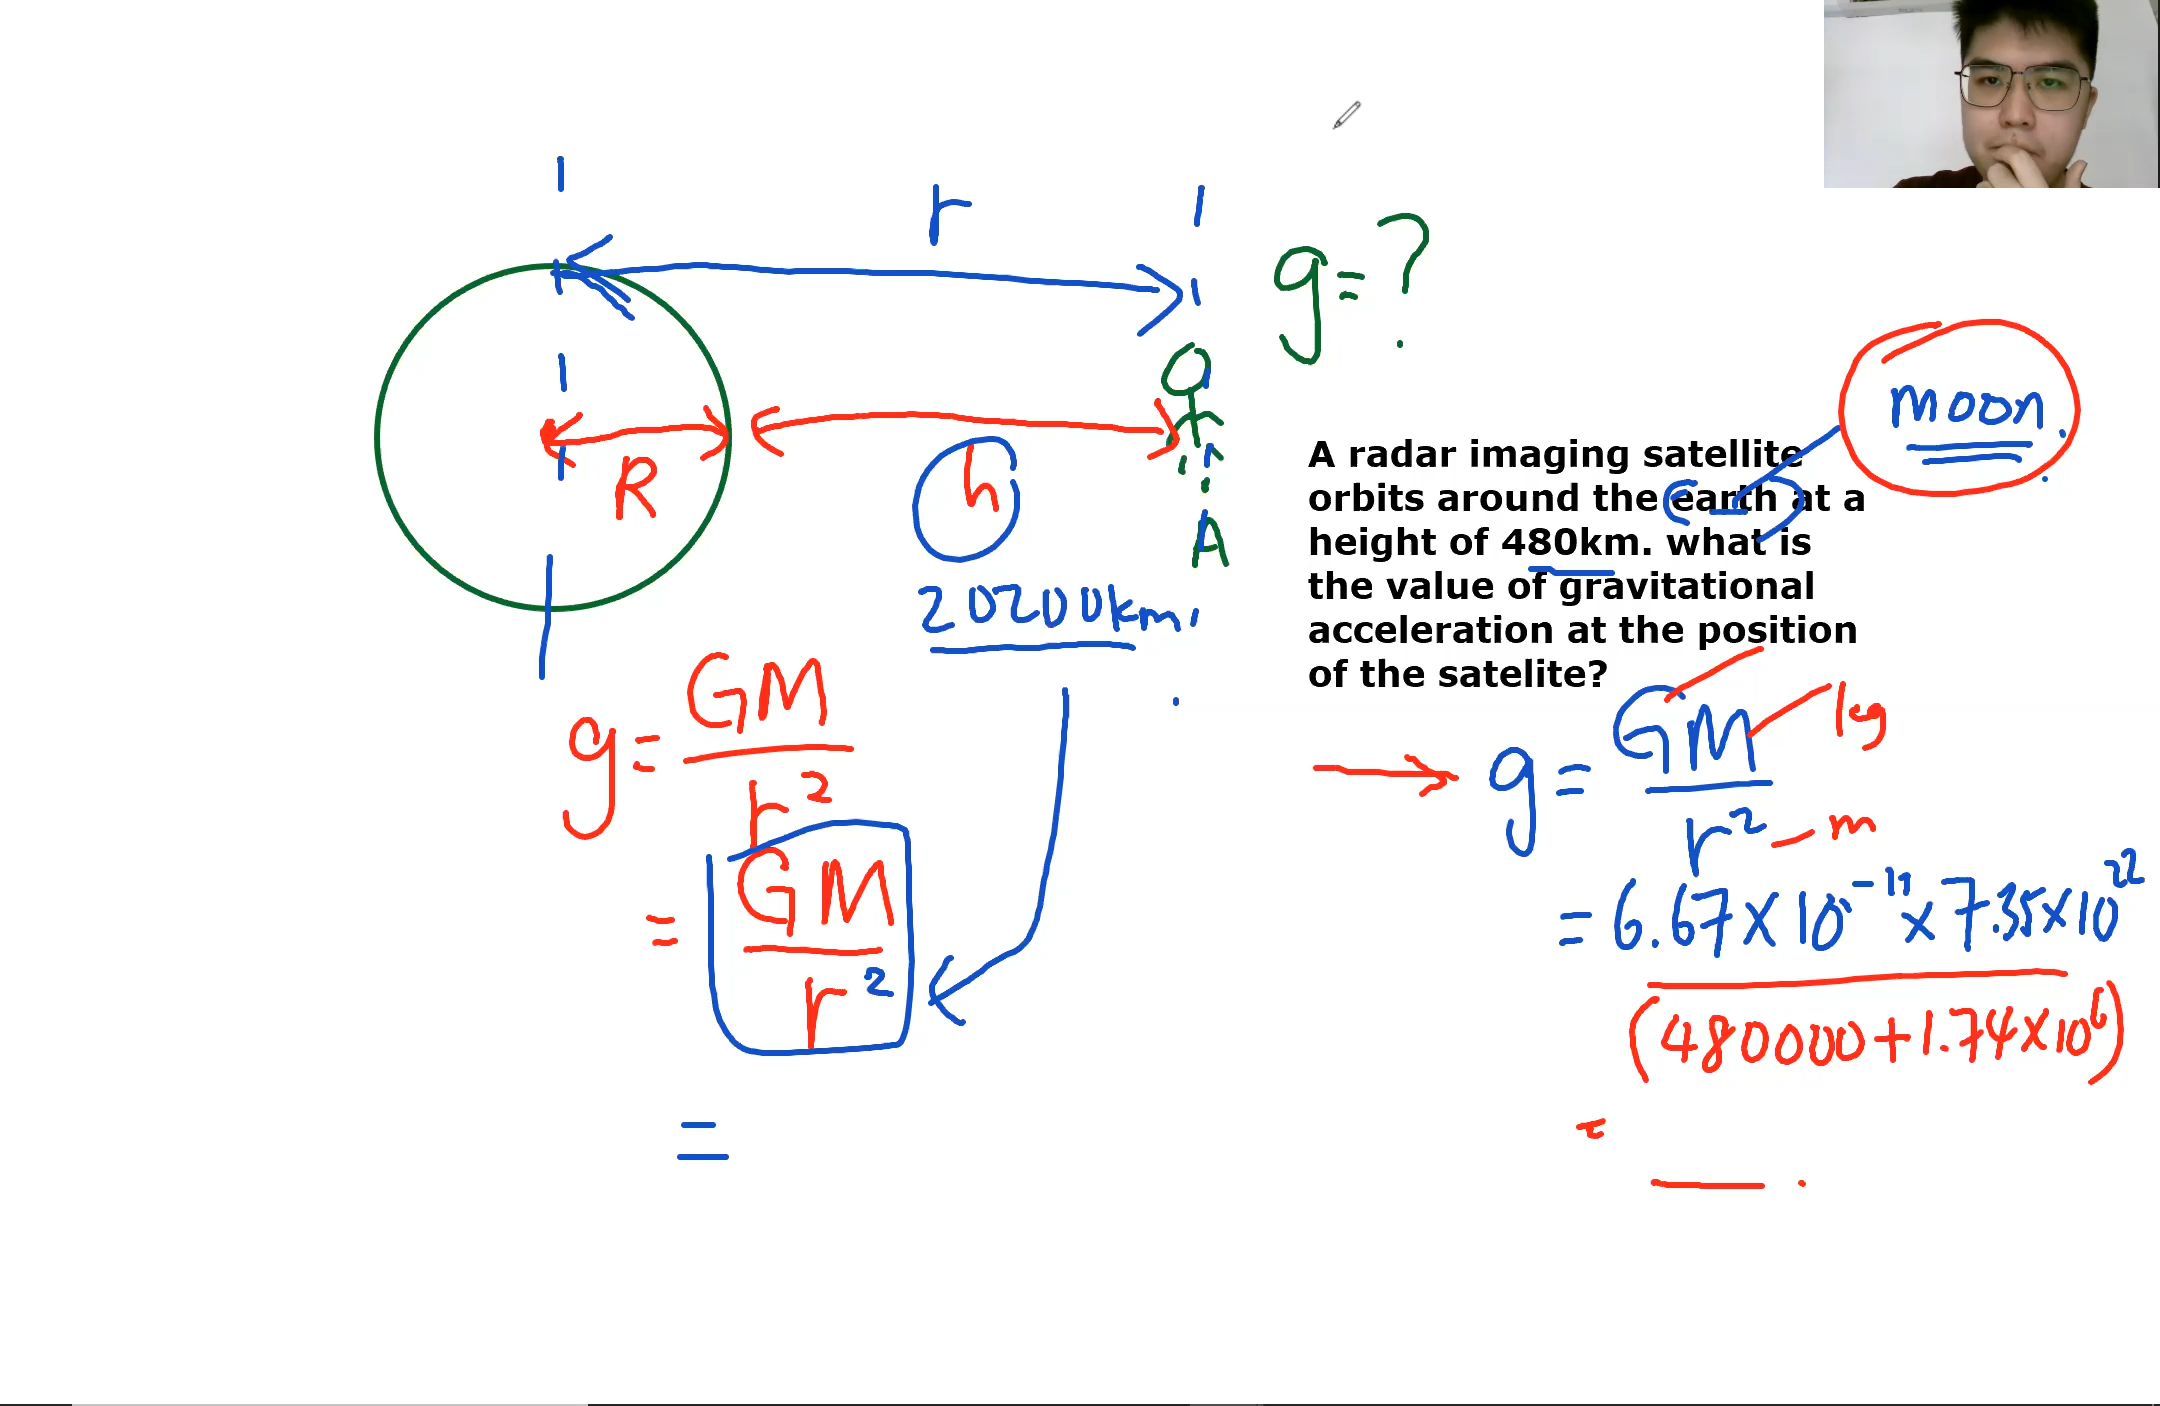 r
g = ?
R
h
A
20200km.
g = GM / r²
= GM / r²
=
moon.
A radar imaging satellite
orbits around the earth at a
height of 480km. what is
the value of gravitational
acceleration at the position
of the satelite?
g = GM / r²
kg
m
= 6.67 × 10⁻¹¹ × 7.35 × 10²²
(480000 + 1.74 × 10⁶)
=